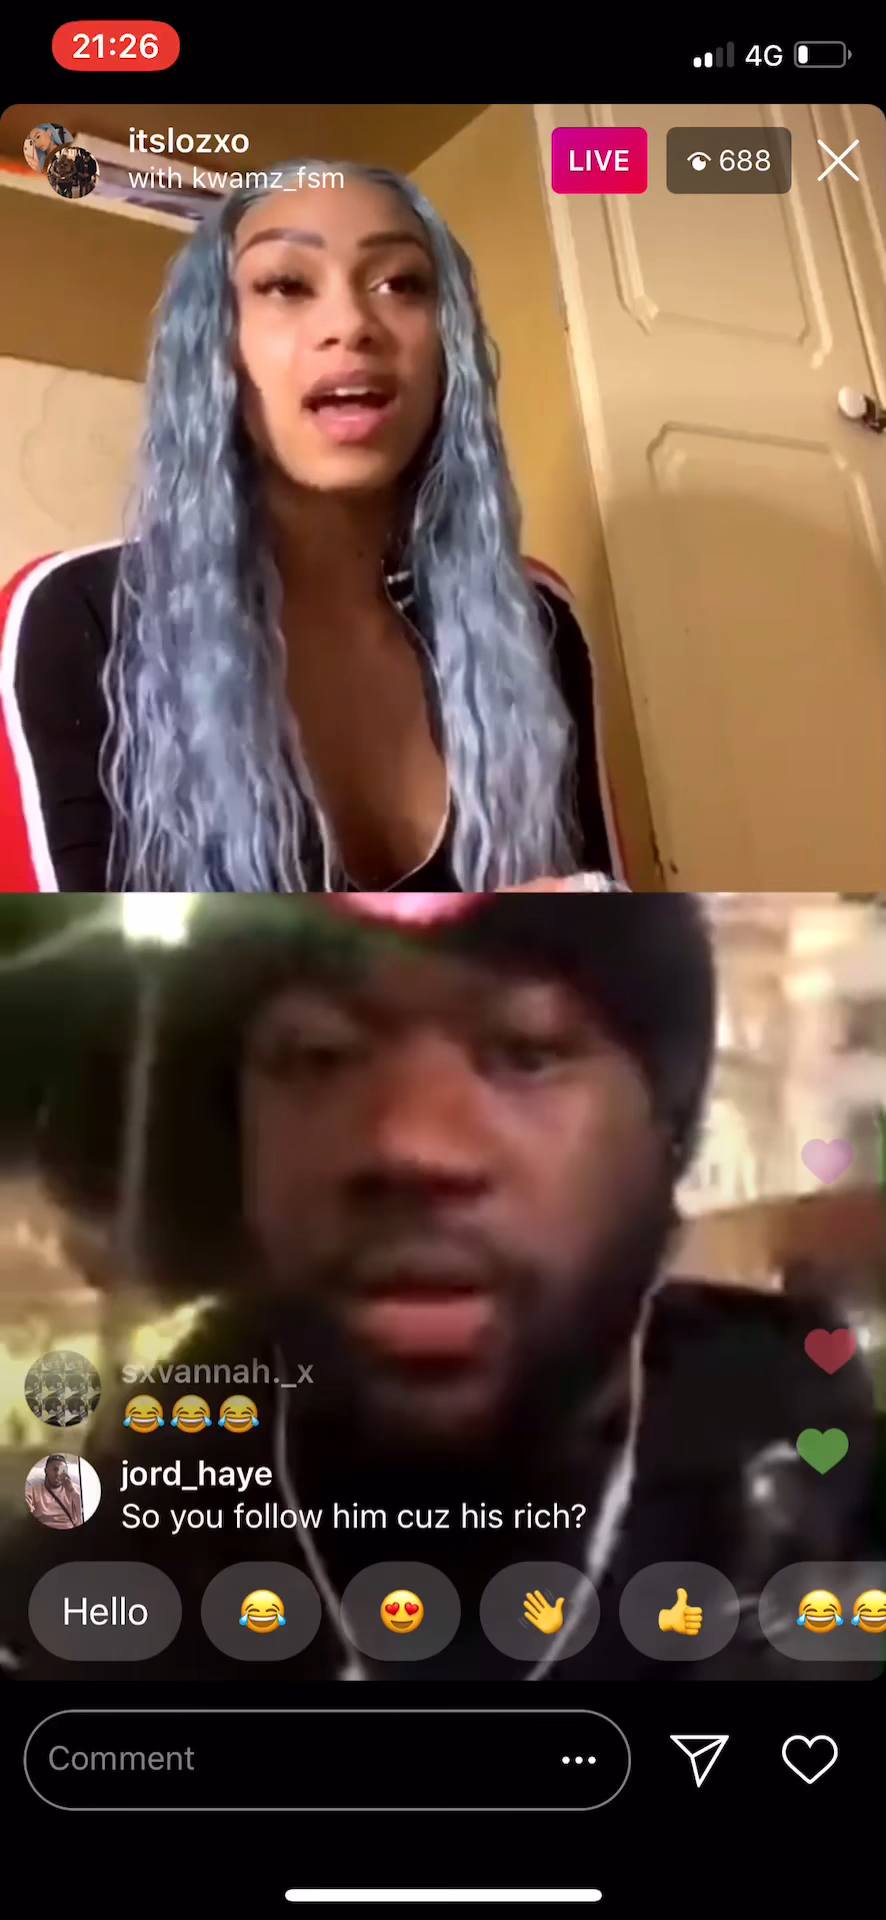 21:26
4G
itslozxo
with kwamz_fsm
LIVE
688
sxvannah._x
😂😂😂
jord_haye
So you follow him cuz his rich?
Hello
Comment